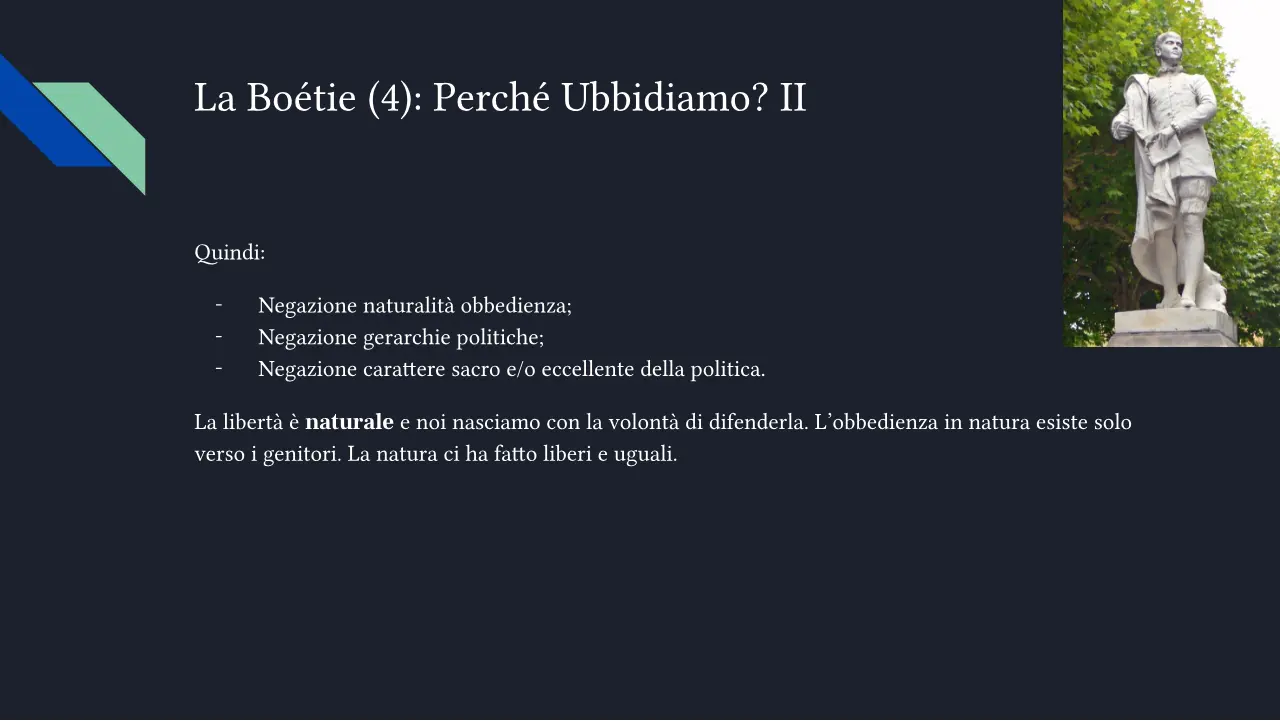 La Boétie (4): Perché Ubbidiamo? II
Quindi:
- Negazione naturalità obbedienza;
- Negazione gerarchie politiche;
- Negazione carattere sacro e/o eccellente della politica.
La libertà è naturale e noi nasciamo con la volontà di difenderla. L’obbedienza in natura esiste solo
verso i genitori. La natura ci ha fatto liberi e uguali.